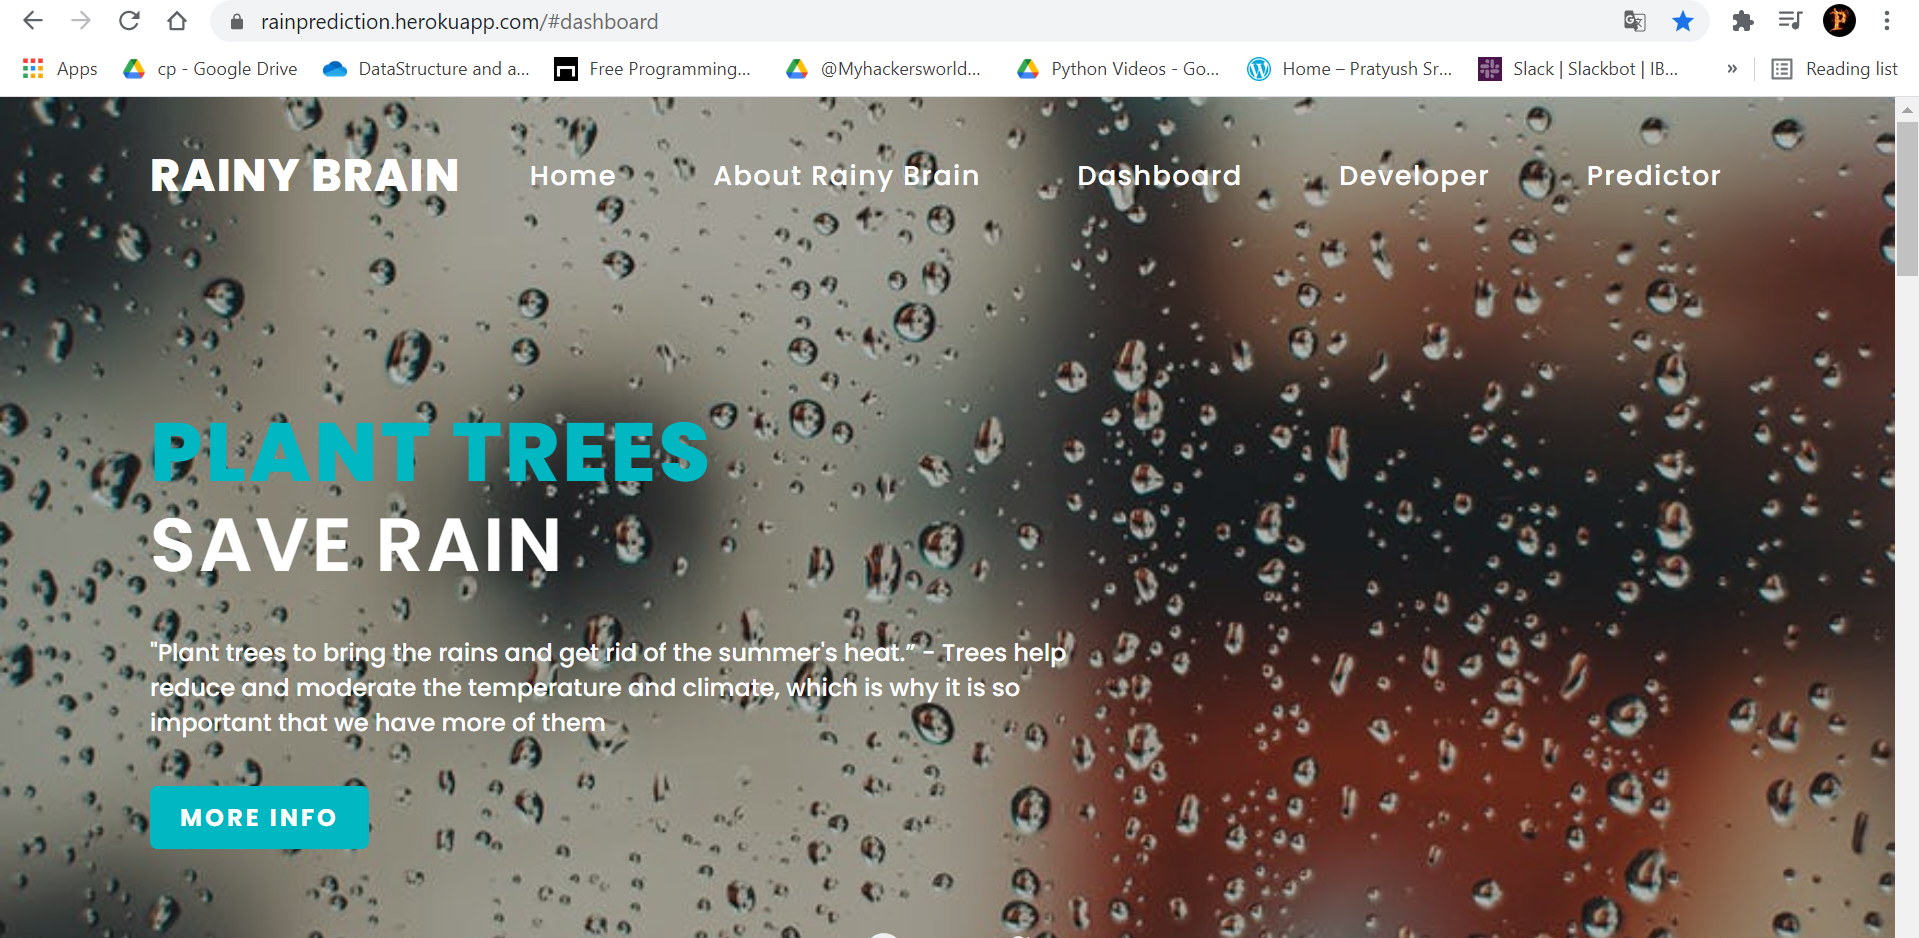 rainprediction.herokuapp.com/#dashboard
Apps
cp - Google Drive
DataStructure and a...
Free Programming...
@Myhackersworld...
Python Videos - Go...
Home – Pratyush Sr...
Slack | Slackbot | IB...
»
Reading list
RAINY BRAIN
Home
About Rainy Brain
Dashboard
Developer
Predictor
PLANT TREES
SAVE RAIN
"Plant trees to bring the rains and get rid of the summer's heat.” - Trees help
reduce and moderate the temperature and climate, which is why it is so
important that we have more of them
MORE INFO